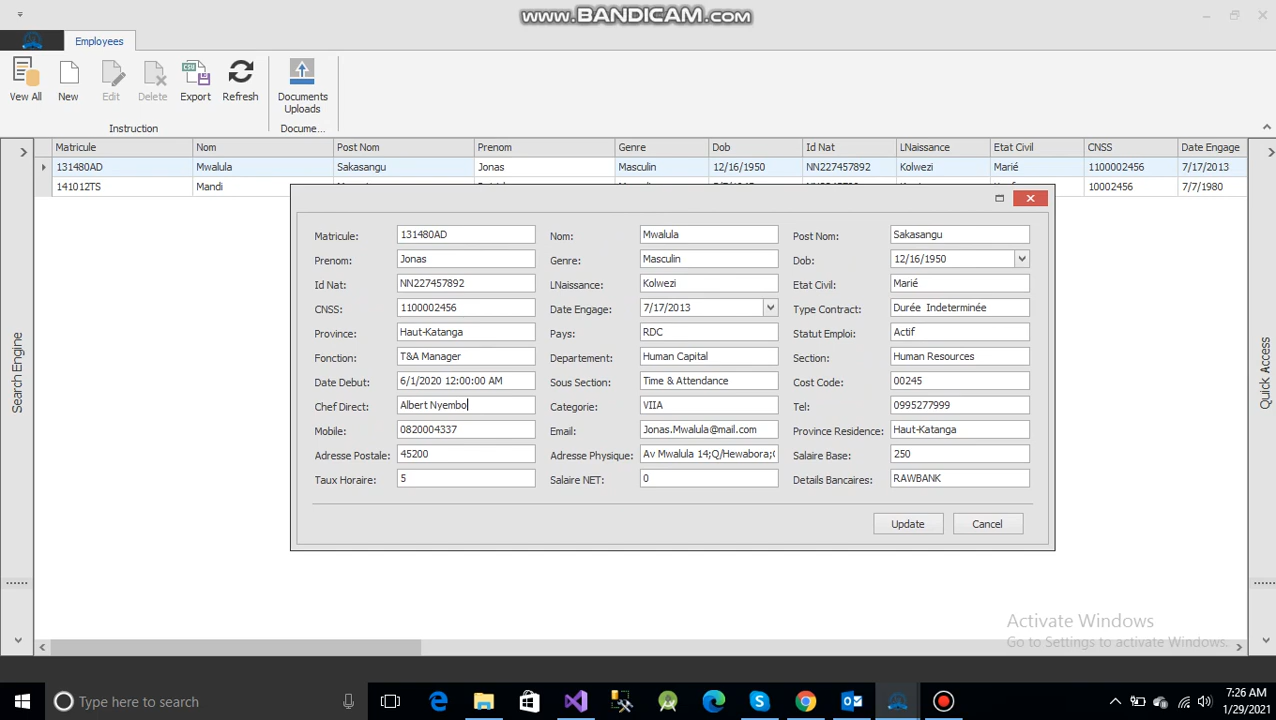 www.BANDICAM.com
Employees
View All
New
Edit
Delete
Export
Refresh
Documents
Uploads
Instruction
Docume...
Matricule Nom Post Nom Prenom Genre Dob Id Nat LNaissance Etat Civil CNSS Date Engage
131480AD Mwalula Sakasangu Jonas Masculin 12/16/1950 NN227457892 Kolwezi Marié 1100002456 7/17/2013
141012TS Mandi 10002456 7/7/1980
Matricule: 131480AD Nom: Mwalula Post Nom: Sakasangu
Prenom: Jonas Genre: Masculin Dob: 12/16/1950
Id Nat: NN227457892 LNaissance: Kolwezi Etat Civil: Marié
CNSS: 1100002456 Date Engage: 7/17/2013 Type Contract: Durée Indeterminée
Province: Haut-Katanga Pays: RDC Statut Emploi: Actif
Fonction: T&A Manager Departement: Human Capital Section: Human Resources
Date Debut: 6/1/2020 12:00:00 AM Sous Section: Time & Attendance Cost Code: 00245
Chef Direct: Albert Nyembo Categorie: VIIA Tel: 0995277999
Mobile: 0820004337 Email: Jonas.Mwalula@mail.com Province Residence: Haut-Katanga
Adresse Postale: 45200 Adresse Physique: Av Mwalula 14;Q/Hewabora; Salaire Base: 250
Taux Horaire: 5 Salaire NET: 0 Details Bancaires: RAWBANK
Update Cancel
Search Engine
Quick Access
Activate Windows
Go to Settings to activate Windows.
Type here to search
7:26 AM
1/29/2021